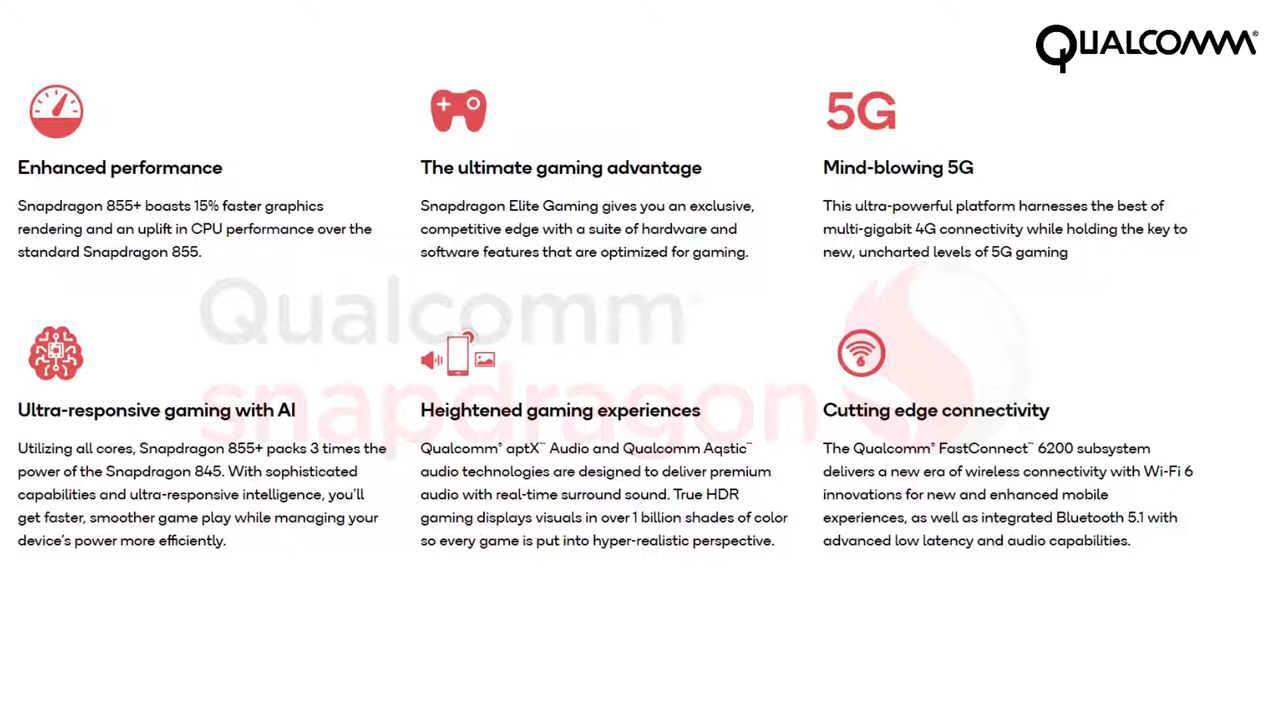 QUALCOMM®
5G
Enhanced performance
Snapdragon 855+ boasts 15% faster graphics
rendering and an uplift in CPU performance over the
standard Snapdragon 855.
The ultimate gaming advantage
Snapdragon Elite Gaming gives you an exclusive,
competitive edge with a suite of hardware and
software features that are optimized for gaming.
Mind-blowing 5G
This ultra-powerful platform harnesses the best of
multi-gigabit 4G connectivity while holding the key to
new, uncharted levels of 5G gaming
Qualcomm™
snapdragon
Ultra-responsive gaming with AI
Utilizing all cores, Snapdragon 855+ packs 3 times the
power of the Snapdragon 845. With sophisticated
capabilities and ultra-responsive intelligence, you'll
get faster, smoother game play while managing your
device's power more efficiently.
Heightened gaming experiences
Qualcomm® aptX™ Audio and Qualcomm Aqstic™
audio technologies are designed to deliver premium
audio with real-time surround sound. True HDR
gaming displays visuals in over 1 billion shades of color
so every game is put into hyper-realistic perspective.
6
Cutting edge connectivity
The Qualcomm® FastConnect™ 6200 subsystem
delivers a new era of wireless connectivity with Wi-Fi 6
innovations for new and enhanced mobile
experiences, as well as integrated Bluetooth 5.1 with
advanced low latency and audio capabilities.